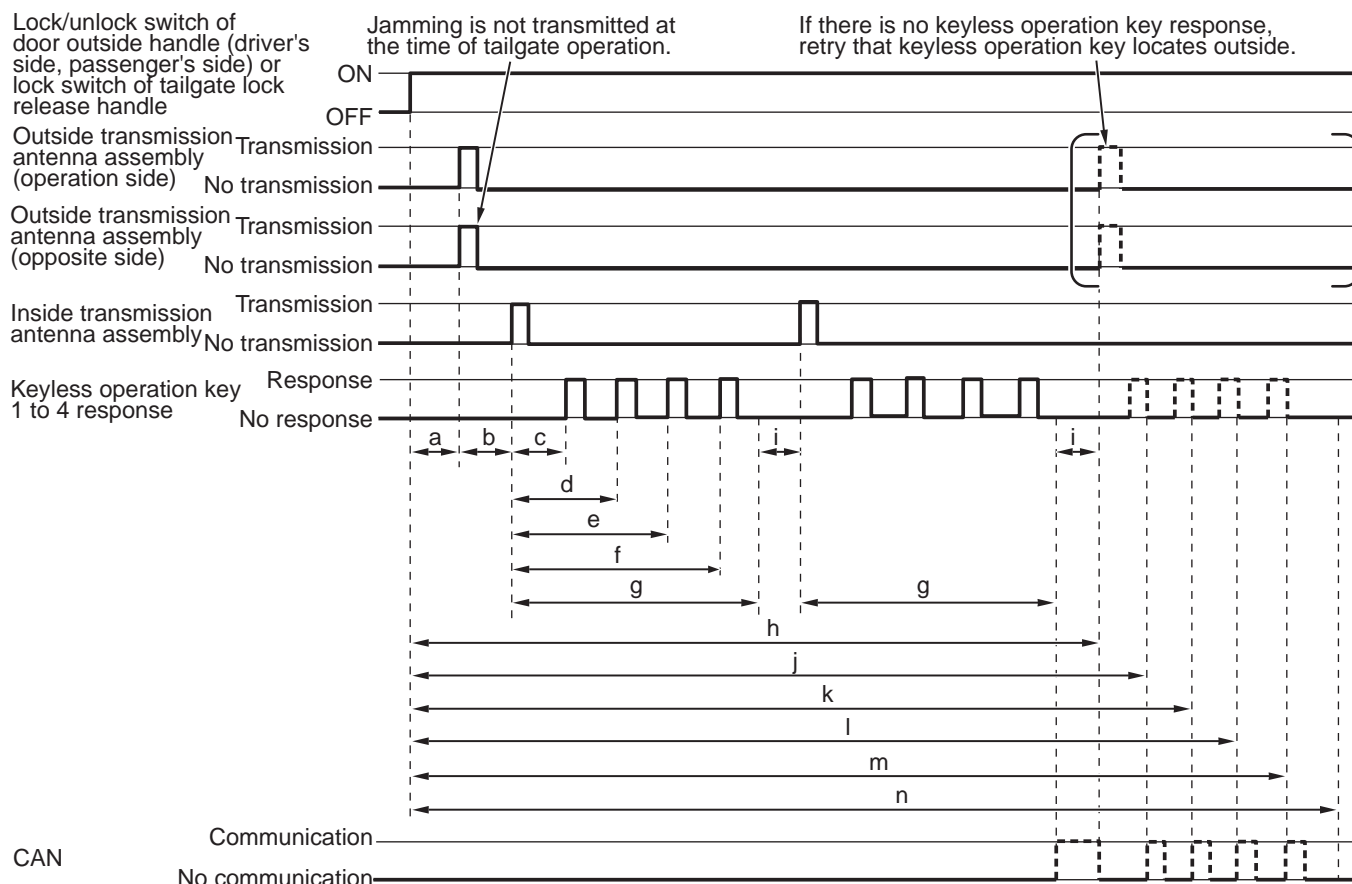 Lock/unlock switch of
door outside handle (driver's
side, passenger's side) or
lock switch of tailgate lock
release handle
Jamming is not transmitted at
the time of tailgate operation.
If there is no keyless operation key response,
retry that keyless operation key locates outside.
ON
OFF
Outside transmission
antenna assembly
(operation side)
Transmission
No transmission
Outside transmission
antenna assembly
(opposite side)
Transmission
No transmission
Inside transmission
antenna assembly
Transmission
No transmission
Keyless operation key
1 to 4 response
Response
No response
a b c i i
d
e
f
g g
h
j
k
l
m
n
CAN
Communication
No communication